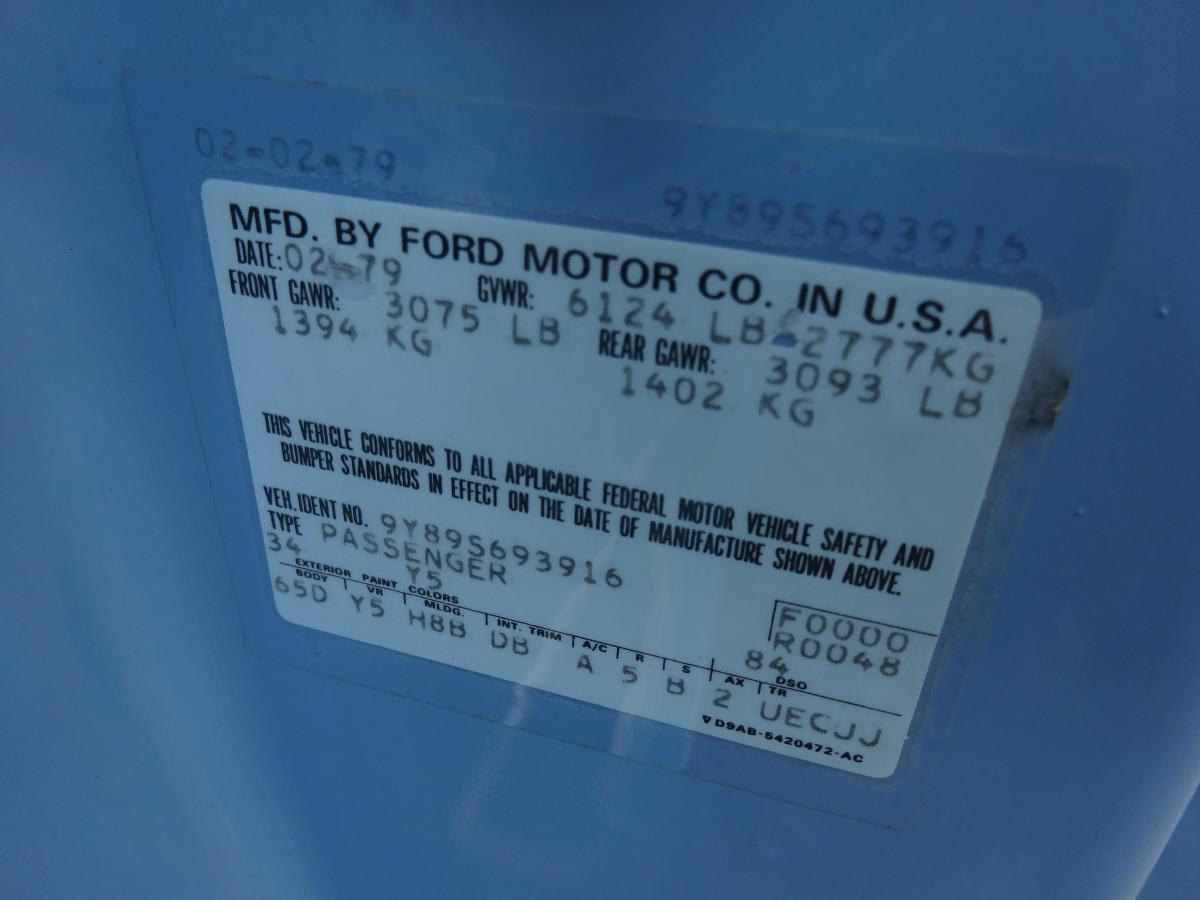 02-02-79
9Y89S693916
MFD. BY FORD MOTOR CO. IN U.S.A.
DATE: 02-79 GVWR: 6124 LB-2777KG
FRONT GAWR: 3075 LB REAR GAWR: 3093 LB
1394 KG 1402 KG
THIS VEHICLE CONFORMS TO ALL APPLICABLE FEDERAL MOTOR VEHICLE SAFETY AND
BUMPER STANDARDS IN EFFECT ON THE DATE OF MANUFACTURE SHOWN ABOVE.
VEH. IDENT NO. 9Y89S693916
TYPE PASSENGER
F0000
34 Y5 R0048
EXTERIOR PAINT COLORS 84 DSO
BODY VR MLDG. INT. TRIM A/C R S AX TR
65D Y5 H8B DB A 5 B 2 UECJJ
D9AB-5420472-AC